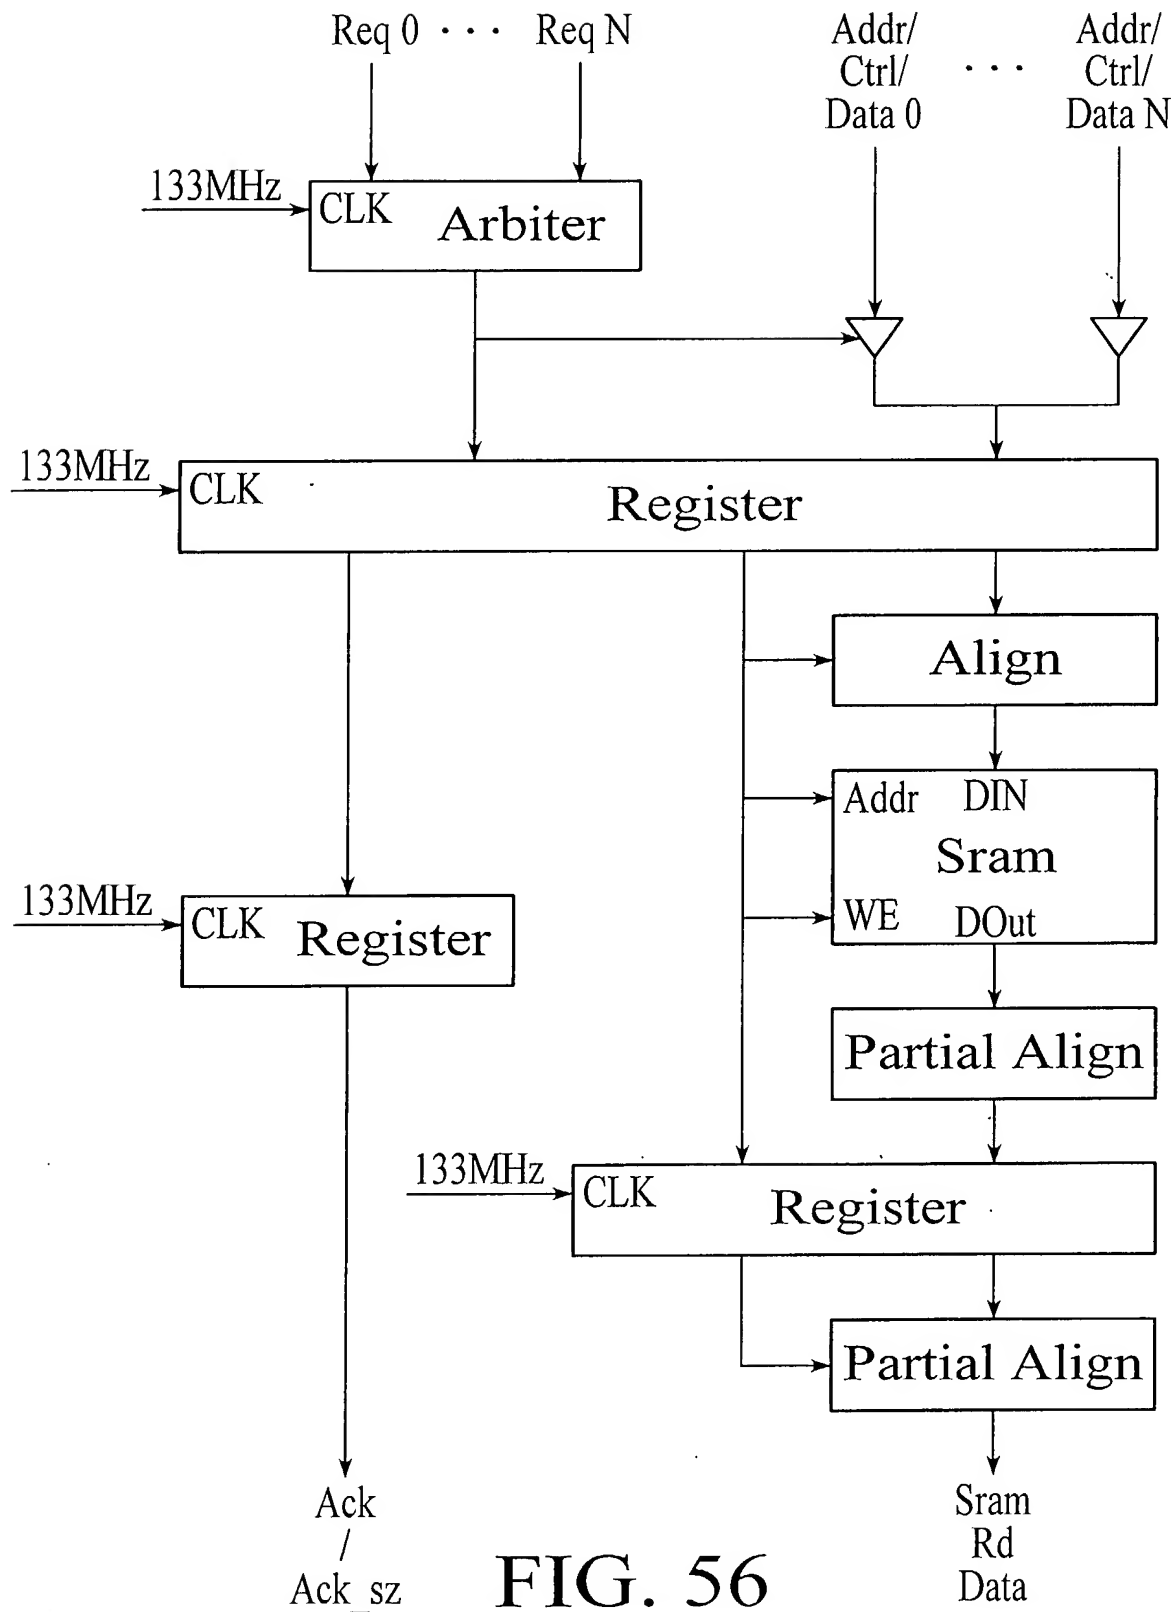 Req 0 · · · Req N
Addr/
Ctrl/
Data 0
· · ·
Addr/
Ctrl/
Data N
133MHz
CLK
Arbiter
133MHz
CLK
Register
Align
Addr DIN
Sram
WE DOut
133MHz
CLK
Register
Partial Align
133MHz
CLK
Register
Partial Align
Ack
/
Ack_sz
Sram
Rd
Data
FIG. 56